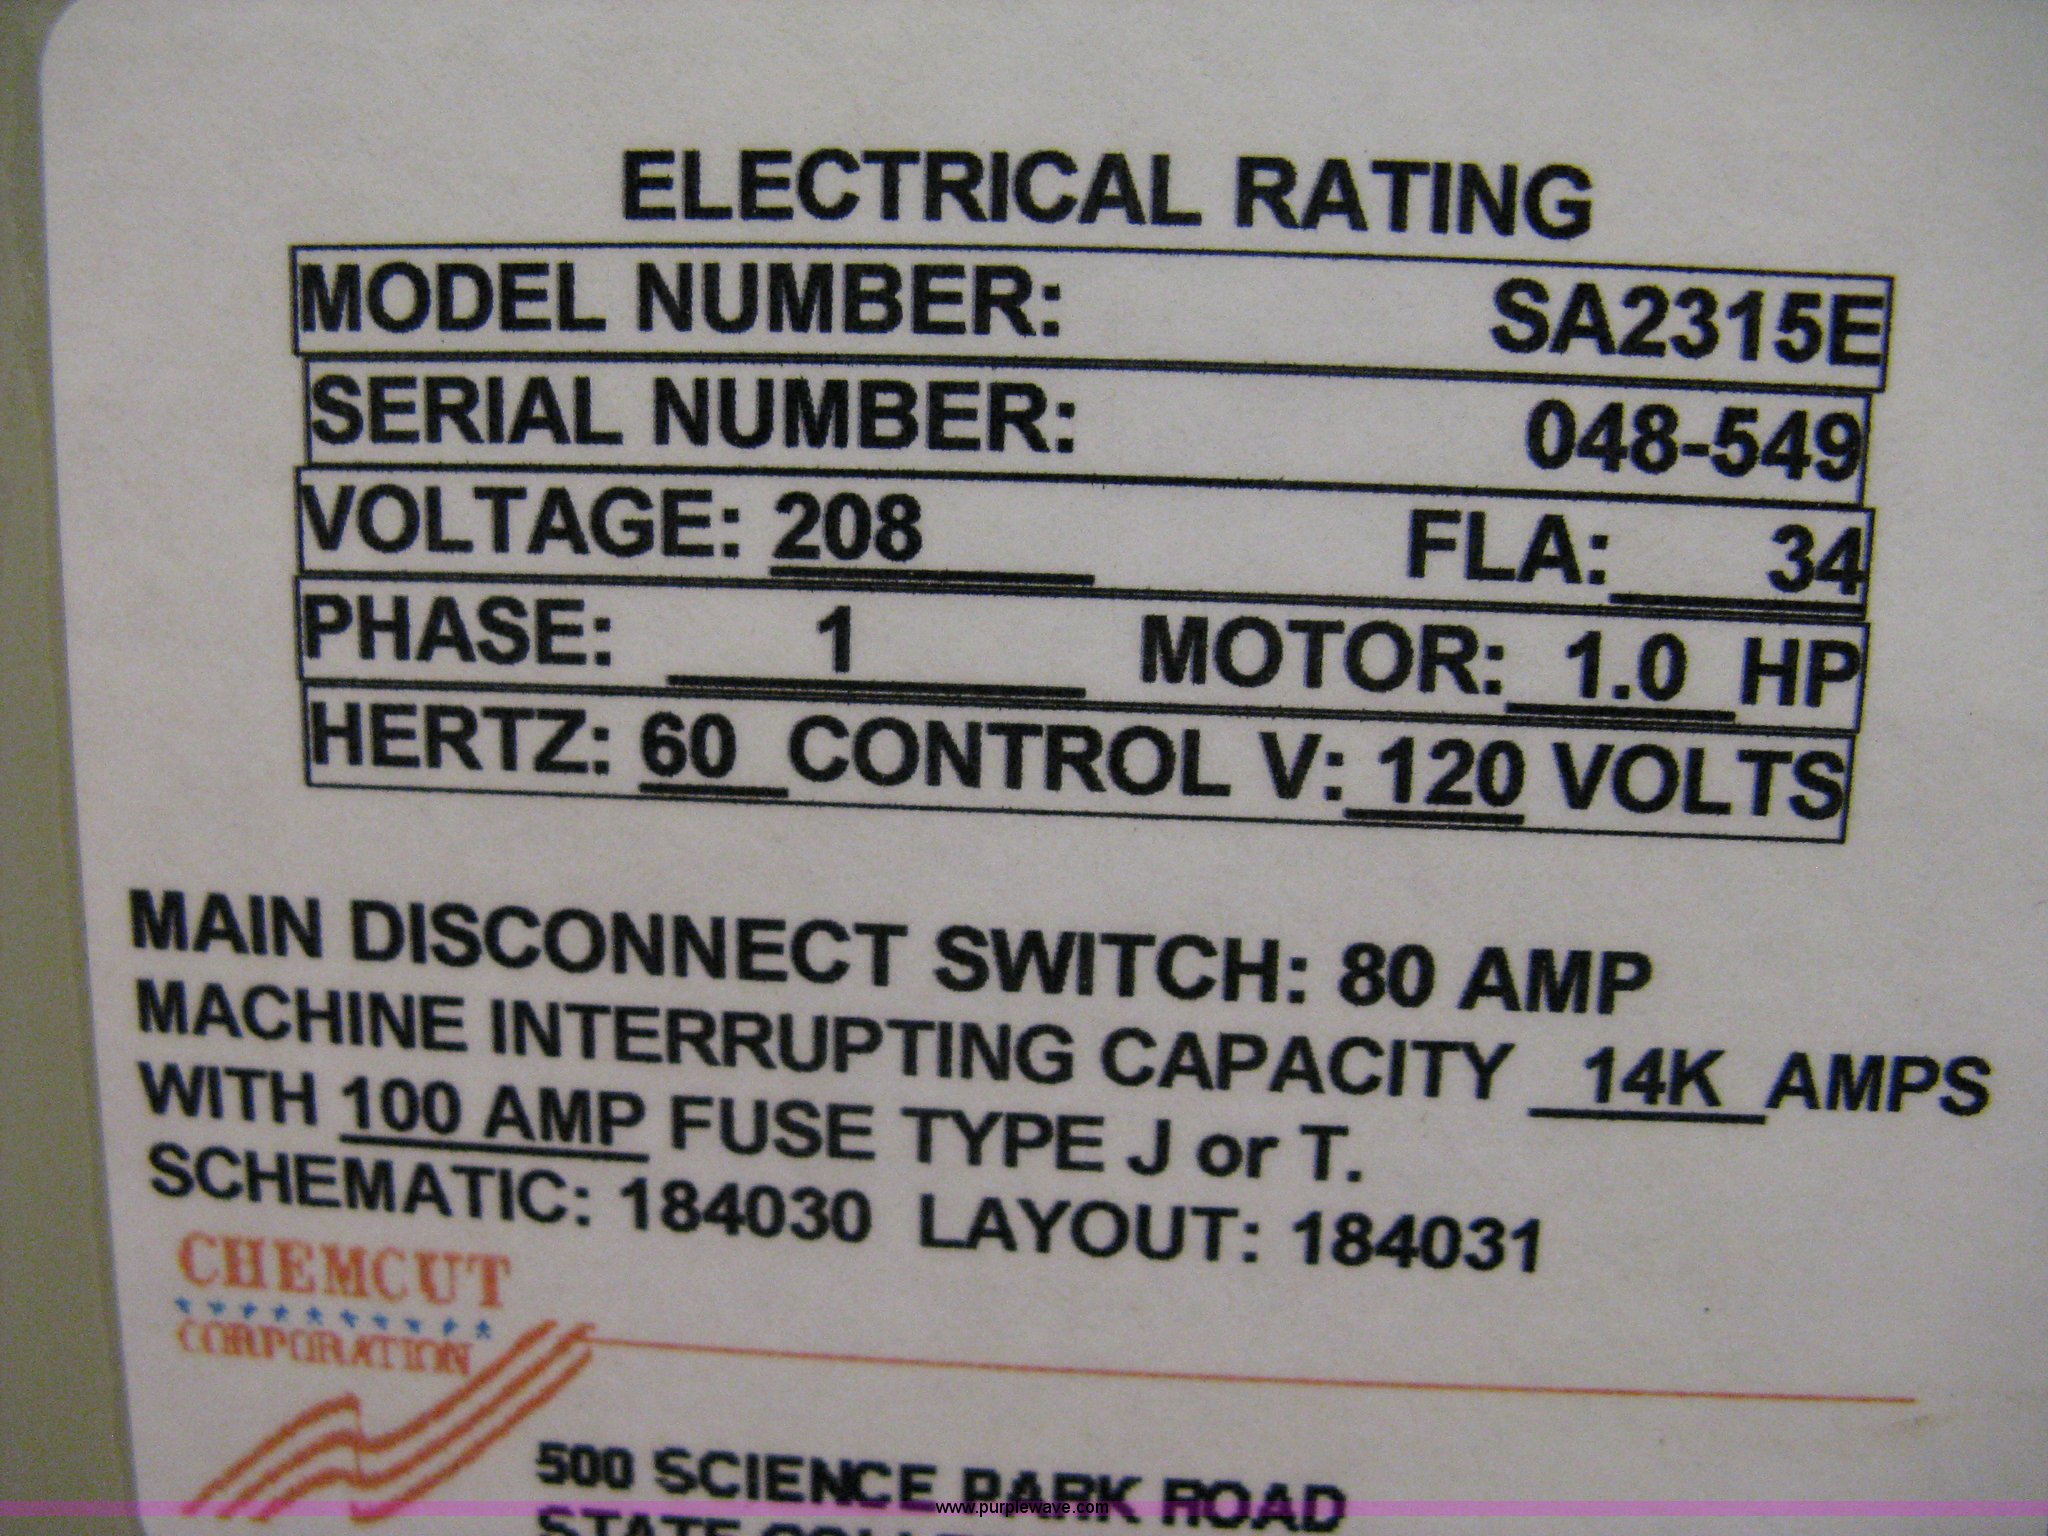 ELECTRICAL RATING
MODEL NUMBER: SA2315E
SERIAL NUMBER: 048-549
VOLTAGE: 208 FLA: 34
PHASE: 1 MOTOR: 1.0 HP
HERTZ: 60 CONTROL V: 120 VOLTS
MAIN DISCONNECT SWITCH: 80 AMP
MACHINE INTERRUPTING CAPACITY 14K AMPS
WITH 100 AMP FUSE TYPE J or T.
SCHEMATIC: 184030 LAYOUT: 184031
CHEMCUT
CORPORATION
500 SCIENCE PARK ROAD
www.purplewave.com
STATE